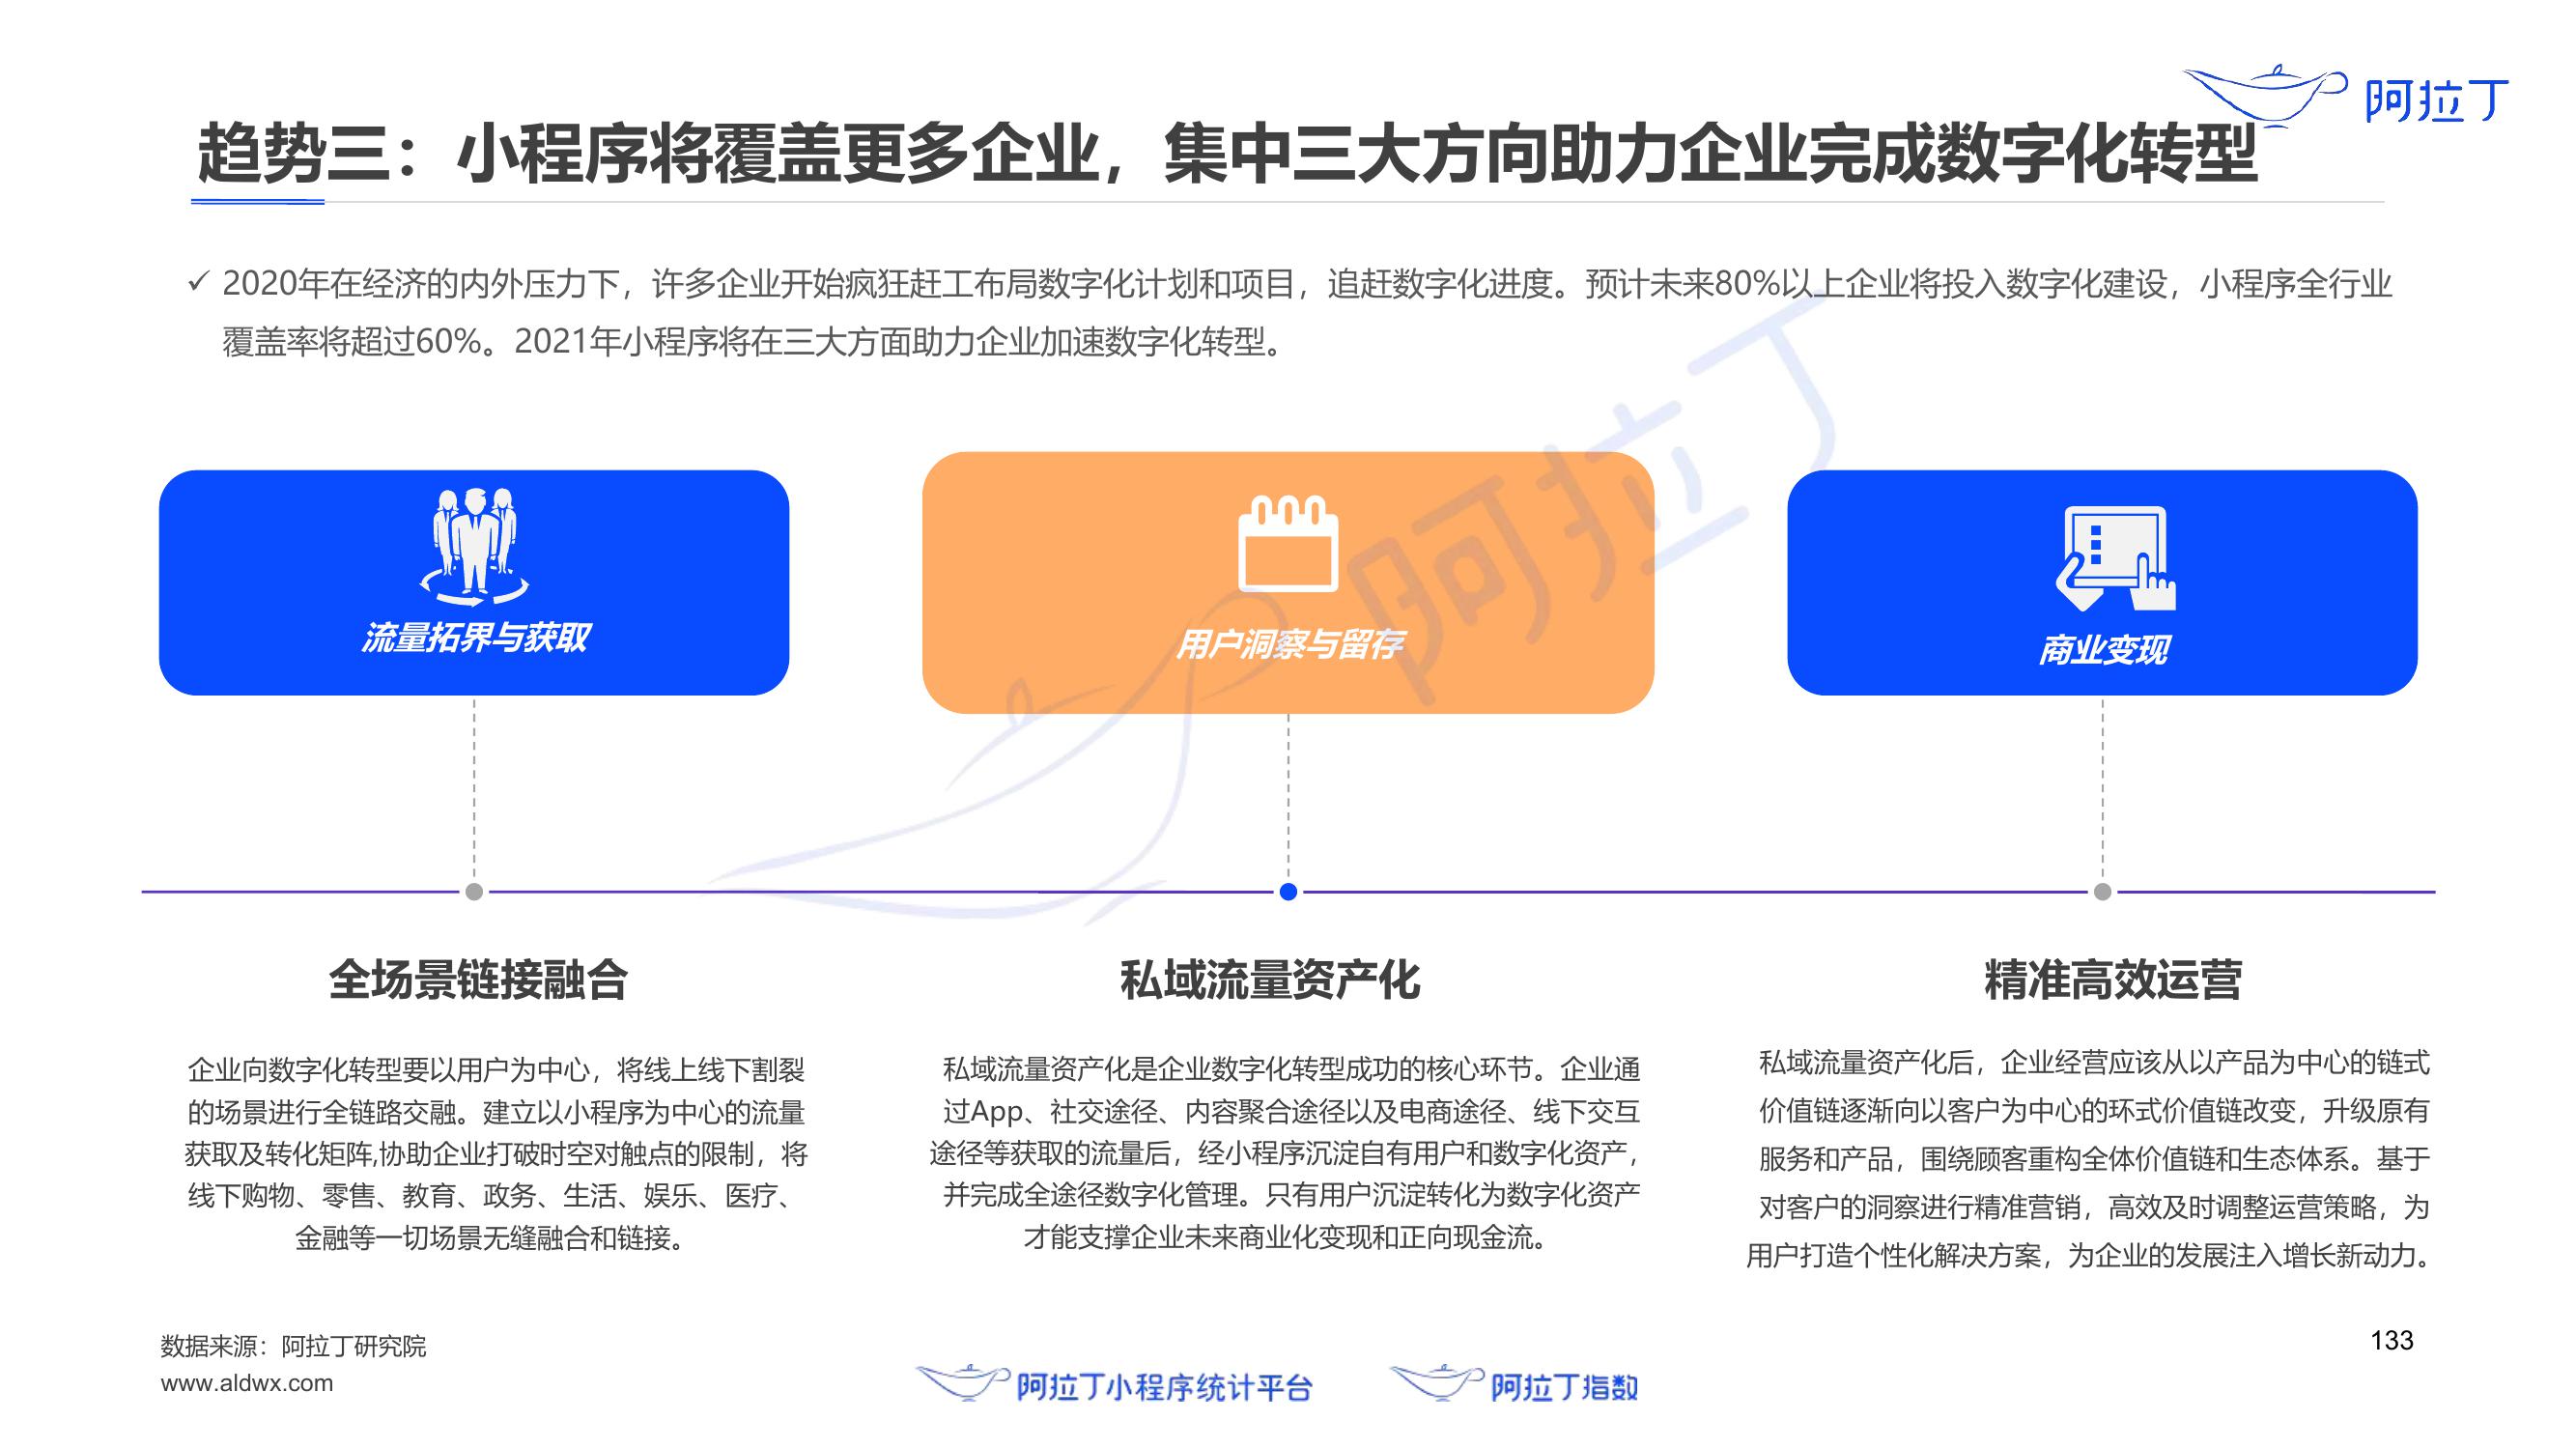 阿拉丁
趋势三：小程序将覆盖更多企业，集中三大方向助力企业完成数字化转型
✓ 2020年在经济的内外压力下，许多企业开始疯狂赶工布局数字化计划和项目，追赶数字化进度。预计未来80%以上企业将投入数字化建设，小程序全行业
覆盖率将超过60%。2021年小程序将在三大方面助力企业加速数字化转型。
阿拉丁
流量拓界与获取
用户洞察与留存
商业变现
全场景链接融合
企业向数字化转型要以用户为中心，将线上线下割裂
的场景进行全链路交融。建立以小程序为中心的流量
获取及转化矩阵,协助企业打破时空对触点的限制，将
线下购物、零售、教育、政务、生活、娱乐、医疗、
金融等一切场景无缝融合和链接。
私域流量资产化
私域流量资产化是企业数字化转型成功的核心环节。企业通
过App、社交途径、内容聚合途径以及电商途径、线下交互
途径等获取的流量后，经小程序沉淀自有用户和数字化资产，
并完成全途径数字化管理。只有用户沉淀转化为数字化资产
才能支撑企业未来商业化变现和正向现金流。
精准高效运营
私域流量资产化后，企业经营应该从以产品为中心的链式
价值链逐渐向以客户为中心的环式价值链改变，升级原有
服务和产品，围绕顾客重构全体价值链和生态体系。基于
对客户的洞察进行精准营销，高效及时调整运营策略，为
用户打造个性化解决方案，为企业的发展注入增长新动力。
数据来源：阿拉丁研究院
www.aldwx.com
阿拉丁小程序统计平台
阿拉丁指数
133